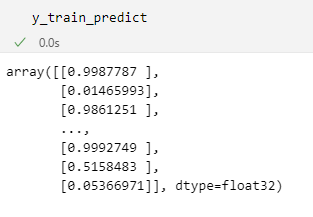 y_train_predict
✓ 0.0s
array([[0.9987787 ],
       [0.01465993],
       [0.9861251 ],
       ...,
       [0.9992749 ],
       [0.5158483 ],
       [0.05366971]], dtype=float32)